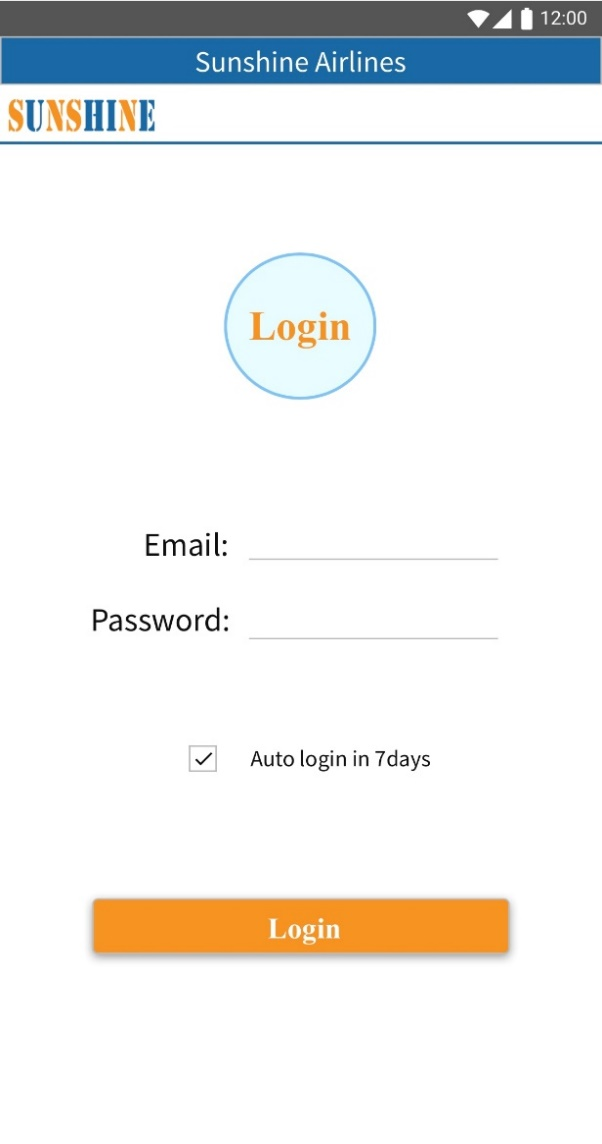 12:00
Sunshine Airlines
SUNSHINE
Login
Email:
Password:
Auto login in 7days
Login